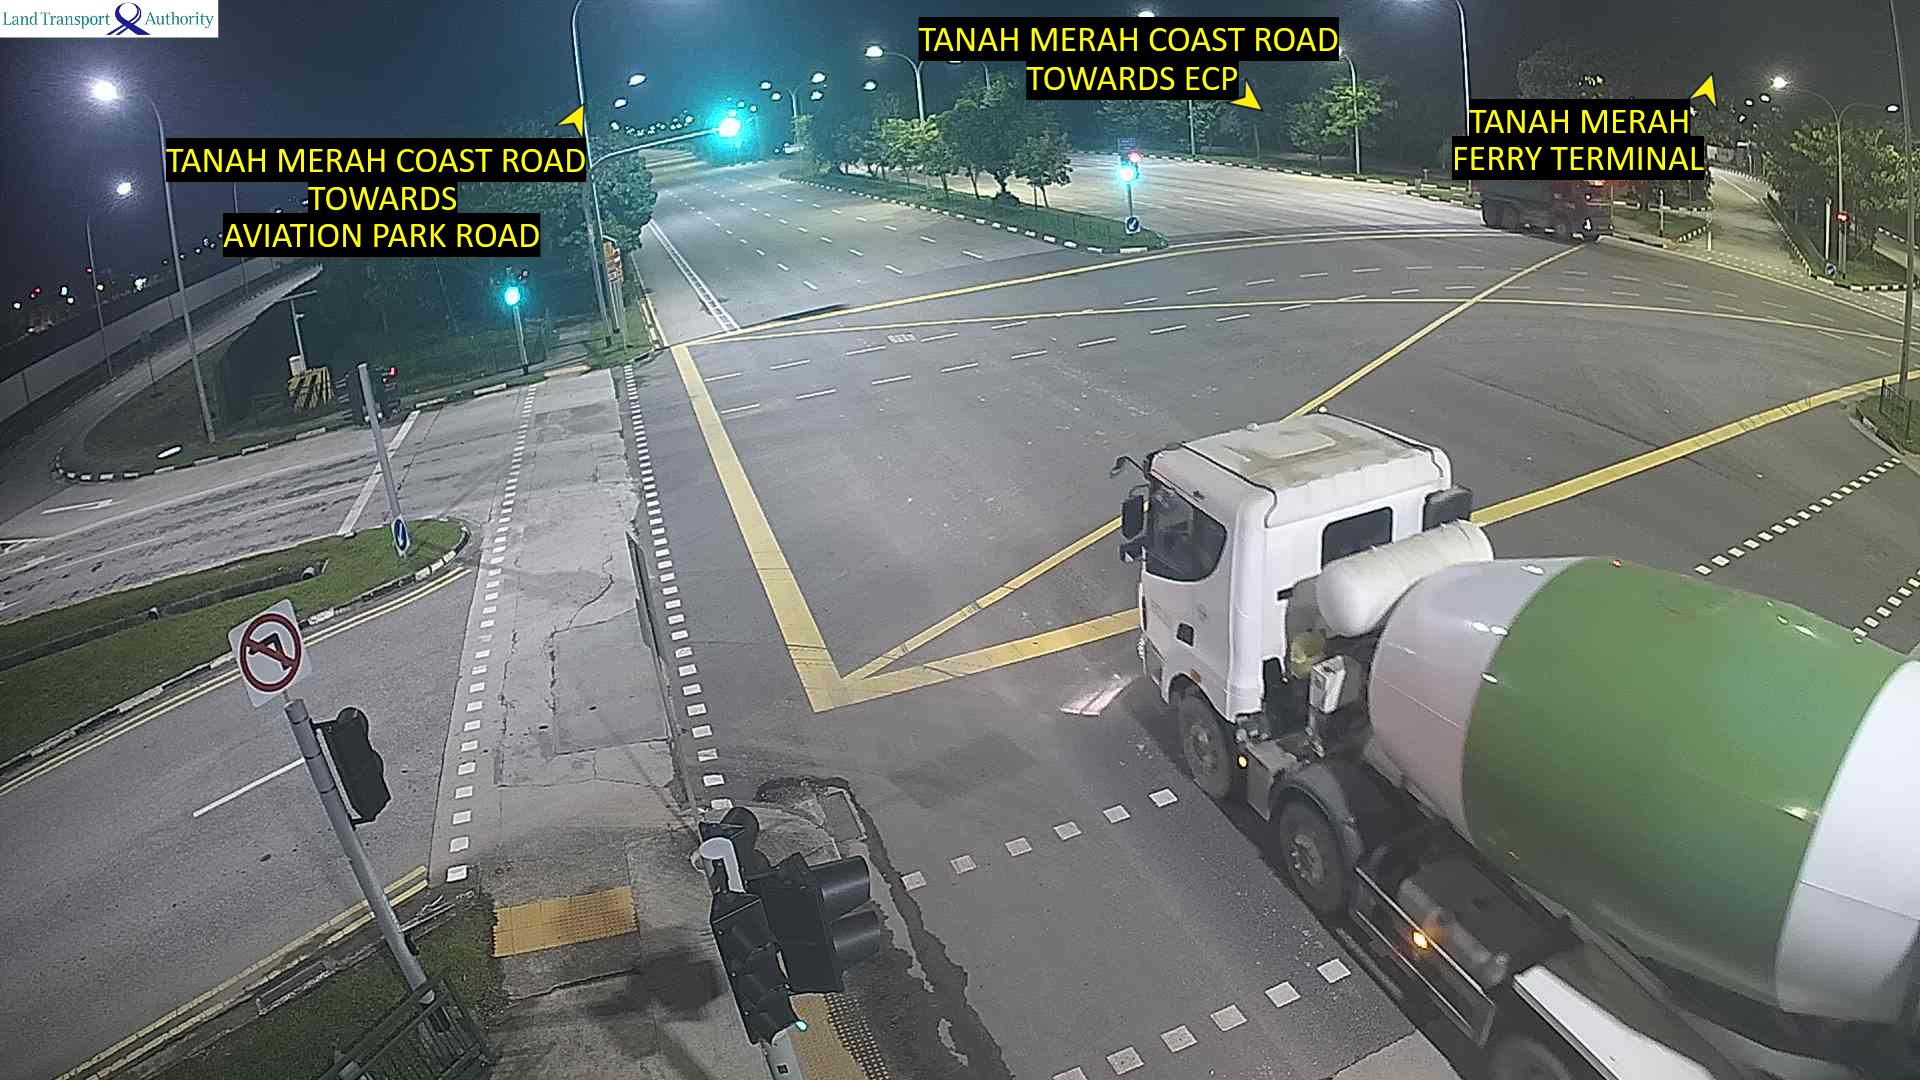 Land Transport Authority
TANAH MERAH COAST ROAD
TOWARDS ECP
TANAH MERAH
FERRY TERMINAL
TANAH MERAH COAST ROAD
TOWARDS
AVIATION PARK ROAD